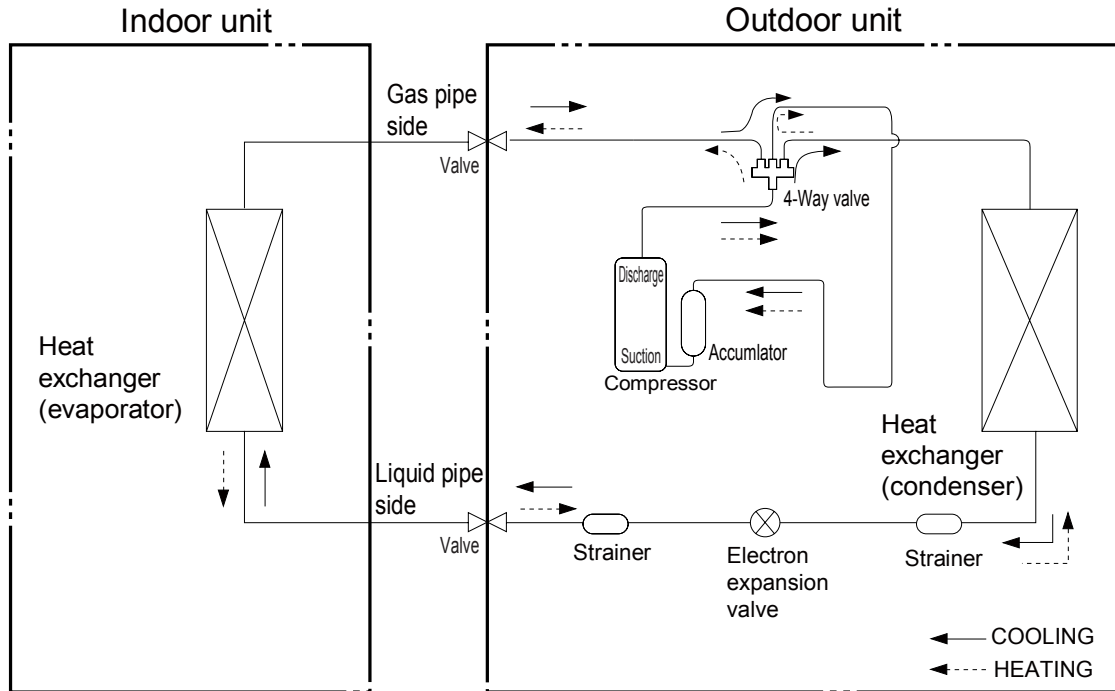 Indoor unit
Outdoor unit
Gas pipe
side
Valve
4-Way valve
Discharge
Suction
Accumlator
Compressor
Heat
exchanger
(evaporator)
Heat
exchanger
(condenser)
Liquid pipe
side
Valve
Strainer
Electron
expansion
valve
Strainer
COOLING
HEATING